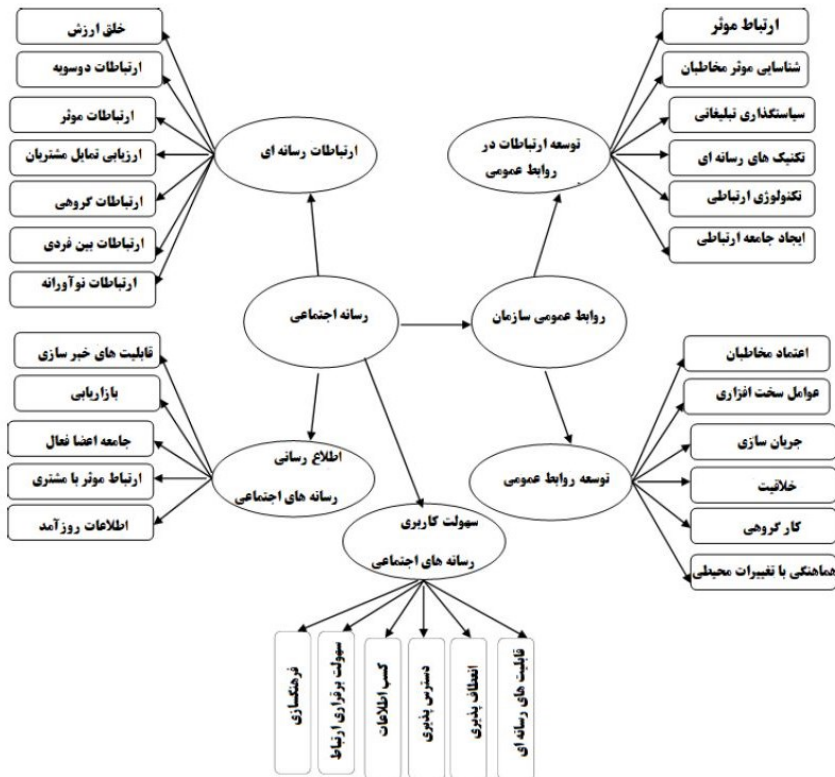 خلق ارزش
ارتباطات دوسویه
ارتباطات موثر
ارزیابی تمایل مشتریان
ارتباطات گروهی
ارتباطات بین فردی
ارتباطات نوآورانه
ارتباطات رسانه ای
ارتباط موثر
شناسایی موثر مخاطبان
سیاستگذاری تبلیغاتی
تکنیک های رسانه ای
تکنولوژی ارتباطی
ایجاد جامعه ارتباطی
توسعه ارتباطات در
روابط عمومی
رسانه اجتماعی
روابط عمومی سازمان
قابلیت های خبر سازی
بازاریابی
جامعه اعضا فعال
ارتباط موثر با مشتری
اطلاعات روزآمد
اطلاع رسانی
رسانه های اجتماعی
اعتماد مخاطبان
عوامل سخت افزاری
جریان سازی
خلاقیت
کار گروهی
هماهنگی با تغییرات محیطی
توسعه روابط عمومی
سهولت کاربری
رسانه های اجتماعی
فرهنگسازی
سهولت برقراری ارتباط
کسب اطلاعات
دسترس پذیری
انعطاف پذیری
قابلیت های رسانه ای